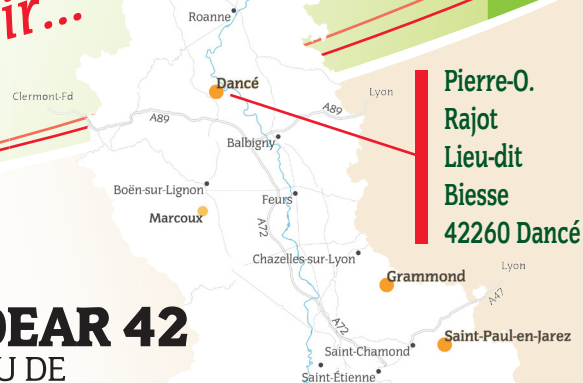 ir...
Roanne
Dancé
Clermont-Fd
Lyon
A89
A89
Balbigny
Pierre-O.
Rajot
Lieu-dit
Biesse
42260 Dancé
Boën-sur-Lignon
Feurs
Marcoux
A72
Chazelles-sur-Lyon
Lyon
Grammond
A47
A72
EAR 42
Saint-Paul-en-Jarez
Saint-Chamond
U DE
Saint-Étienne